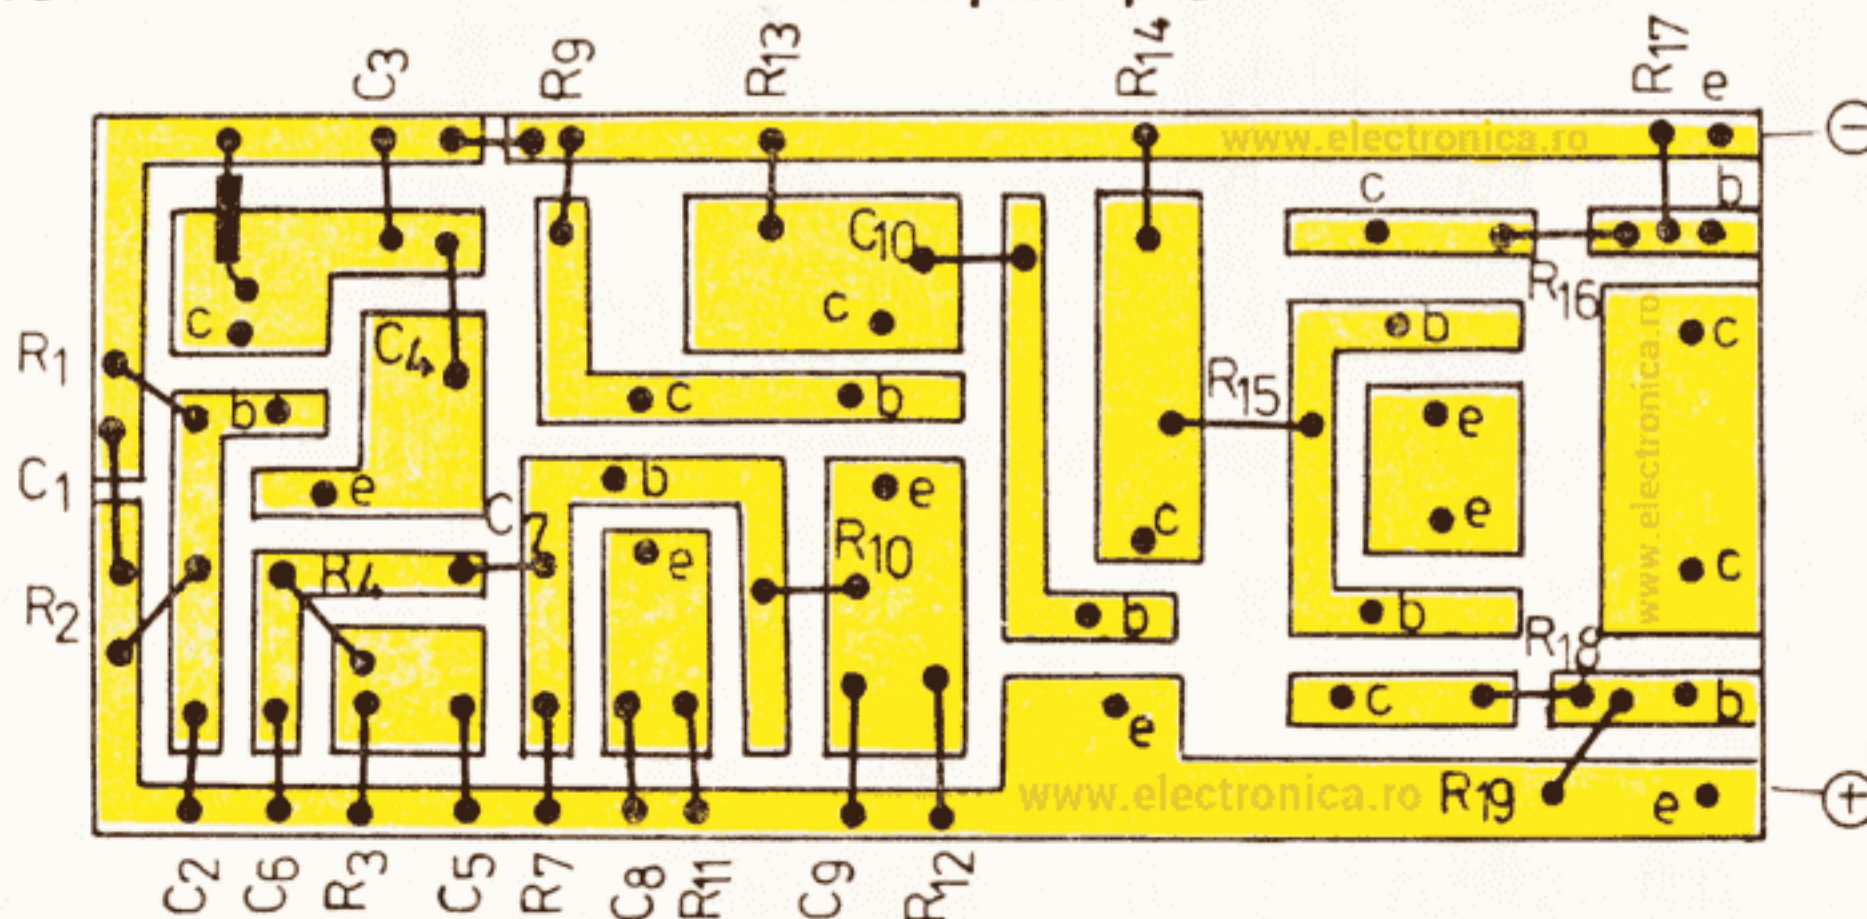 C3 R9 R13 R14 R17 e
www.electronica.ro −
c b
C10
c R16
R1 c C4 b c
b c b R15 e
C1 e b e e
C7 R10 c
R4 e c
R2 b b
R18
e c b
www.electronica.ro R19 e +
C2 C6 R3 C5 R7 C8 R11 C9 R12
www.electronica.ro